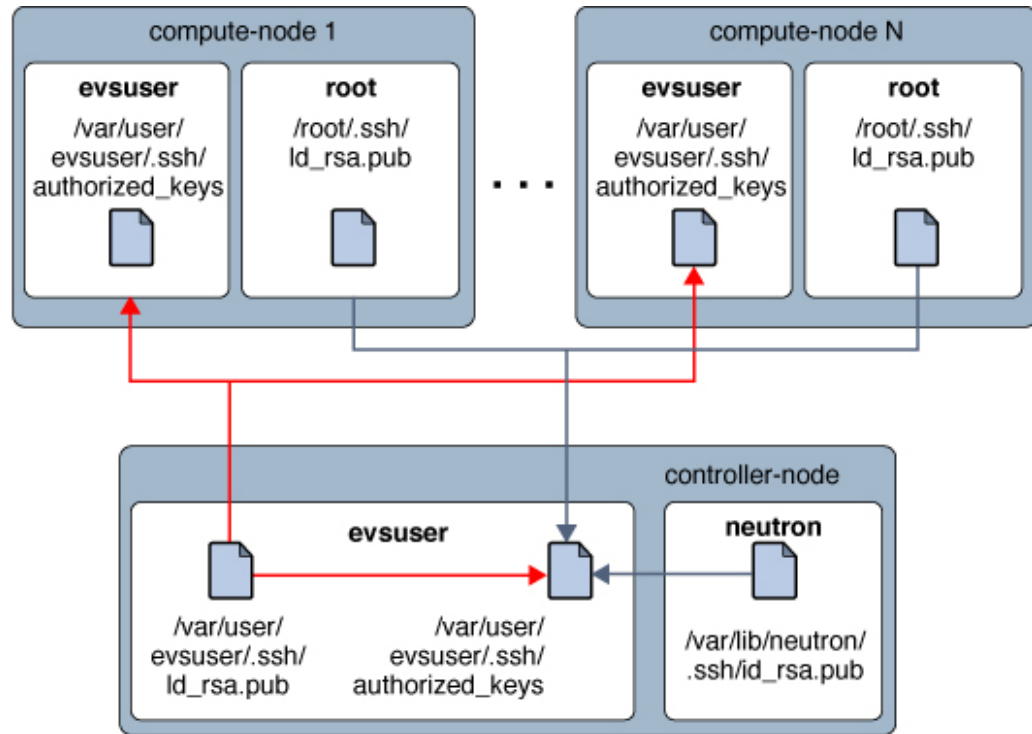 compute-node 1
evsuser
/var/user/
evsuser/.ssh/
authorized_keys
root
/root/.ssh/
ld_rsa.pub
. . .
compute-node N
evsuser
/var/user/
evsuser/.ssh/
authorized_keys
root
/root/.ssh/
ld_rsa.pub
controller-node
evsuser
/var/user/
evsuser/.ssh/
ld_rsa.pub
/var/user/
evsuser/.ssh/
authorized_keys
neutron
/var/lib/neutron/
.ssh/id_rsa.pub